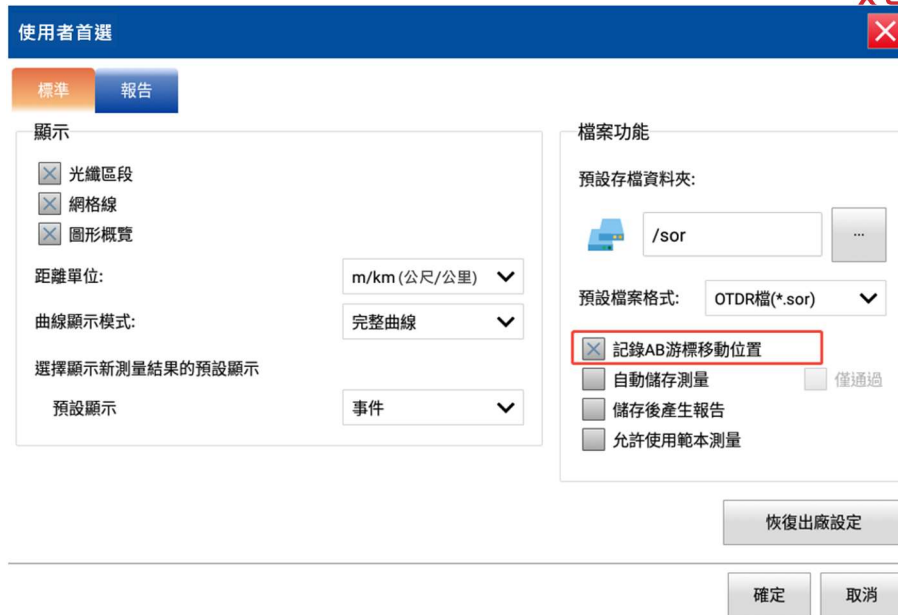 使用者首選
標準
報告
顯示
光纖區段
網格線
圖形概覽
距離單位:
m/km (公尺/公里)
曲線顯示模式:
完整曲線
選擇顯示新測量結果的預設顯示
預設顯示
事件
檔案功能
預設存檔資料夾:
/sor
...
預設檔案格式:
OTDR檔(*.sor)
記錄AB游標移動位置
自動儲存測量
僅通過
儲存後產生報告
允許使用範本測量
恢復出廠設定
確定
取消